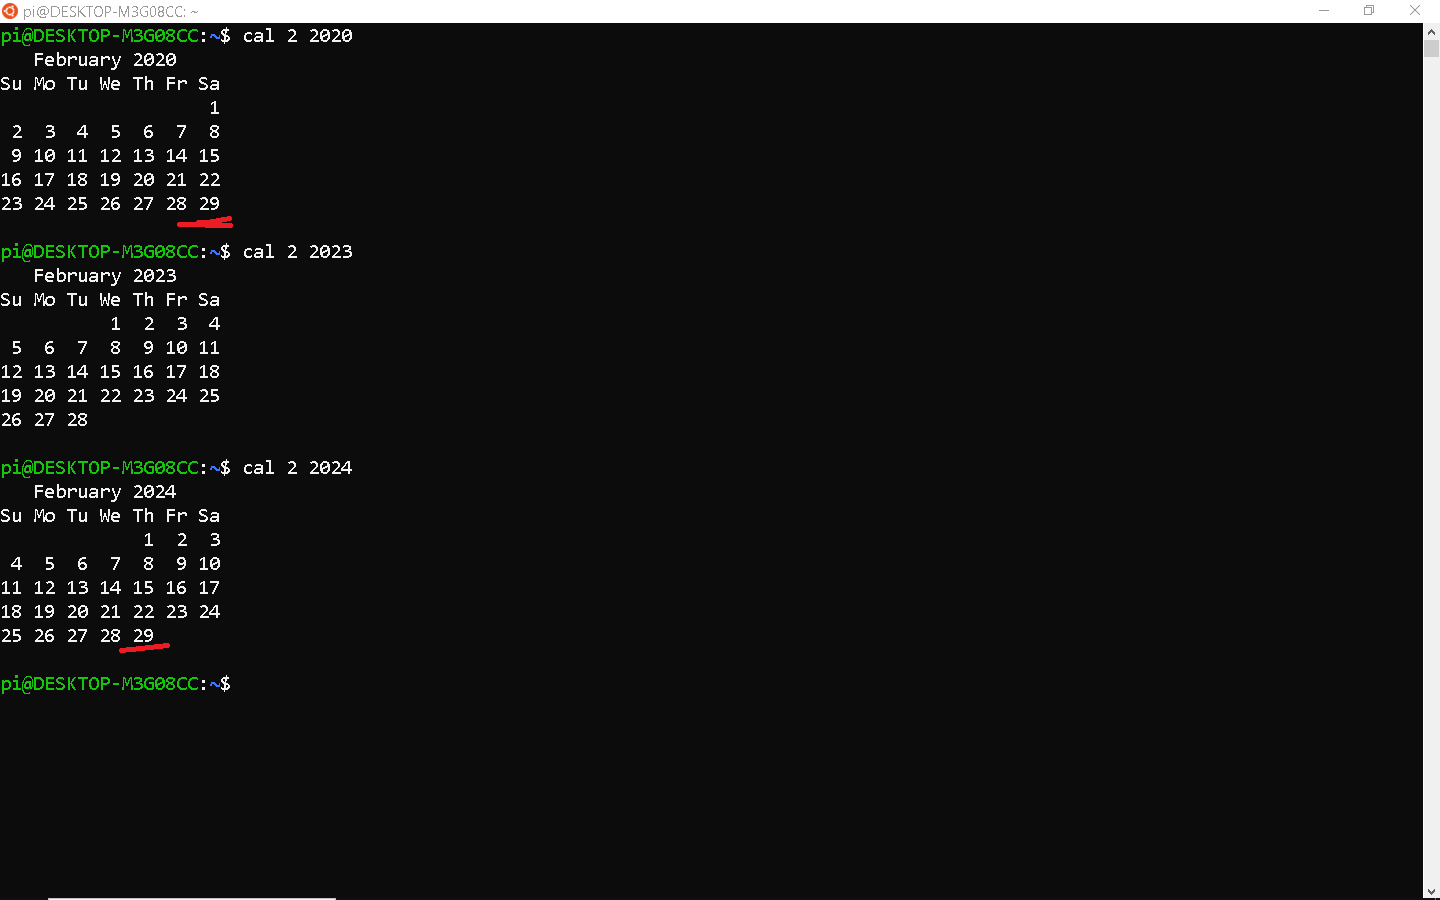 pi@DESKTOP-M3G08CC: ~
pi@DESKTOP-M3G08CC:~$ cal 2 2020
   February 2020
Su Mo Tu We Th Fr Sa
                   1
 2  3  4  5  6  7  8
 9 10 11 12 13 14 15
16 17 18 19 20 21 22
23 24 25 26 27 28 29
pi@DESKTOP-M3G08CC:~$ cal 2 2023
   February 2023
Su Mo Tu We Th Fr Sa
          1  2  3  4
 5  6  7  8  9 10 11
12 13 14 15 16 17 18
19 20 21 22 23 24 25
26 27 28
pi@DESKTOP-M3G08CC:~$ cal 2 2024
   February 2024
Su Mo Tu We Th Fr Sa
             1  2  3
 4  5  6  7  8  9 10
11 12 13 14 15 16 17
18 19 20 21 22 23 24
25 26 27 28 29
pi@DESKTOP-M3G08CC:~$